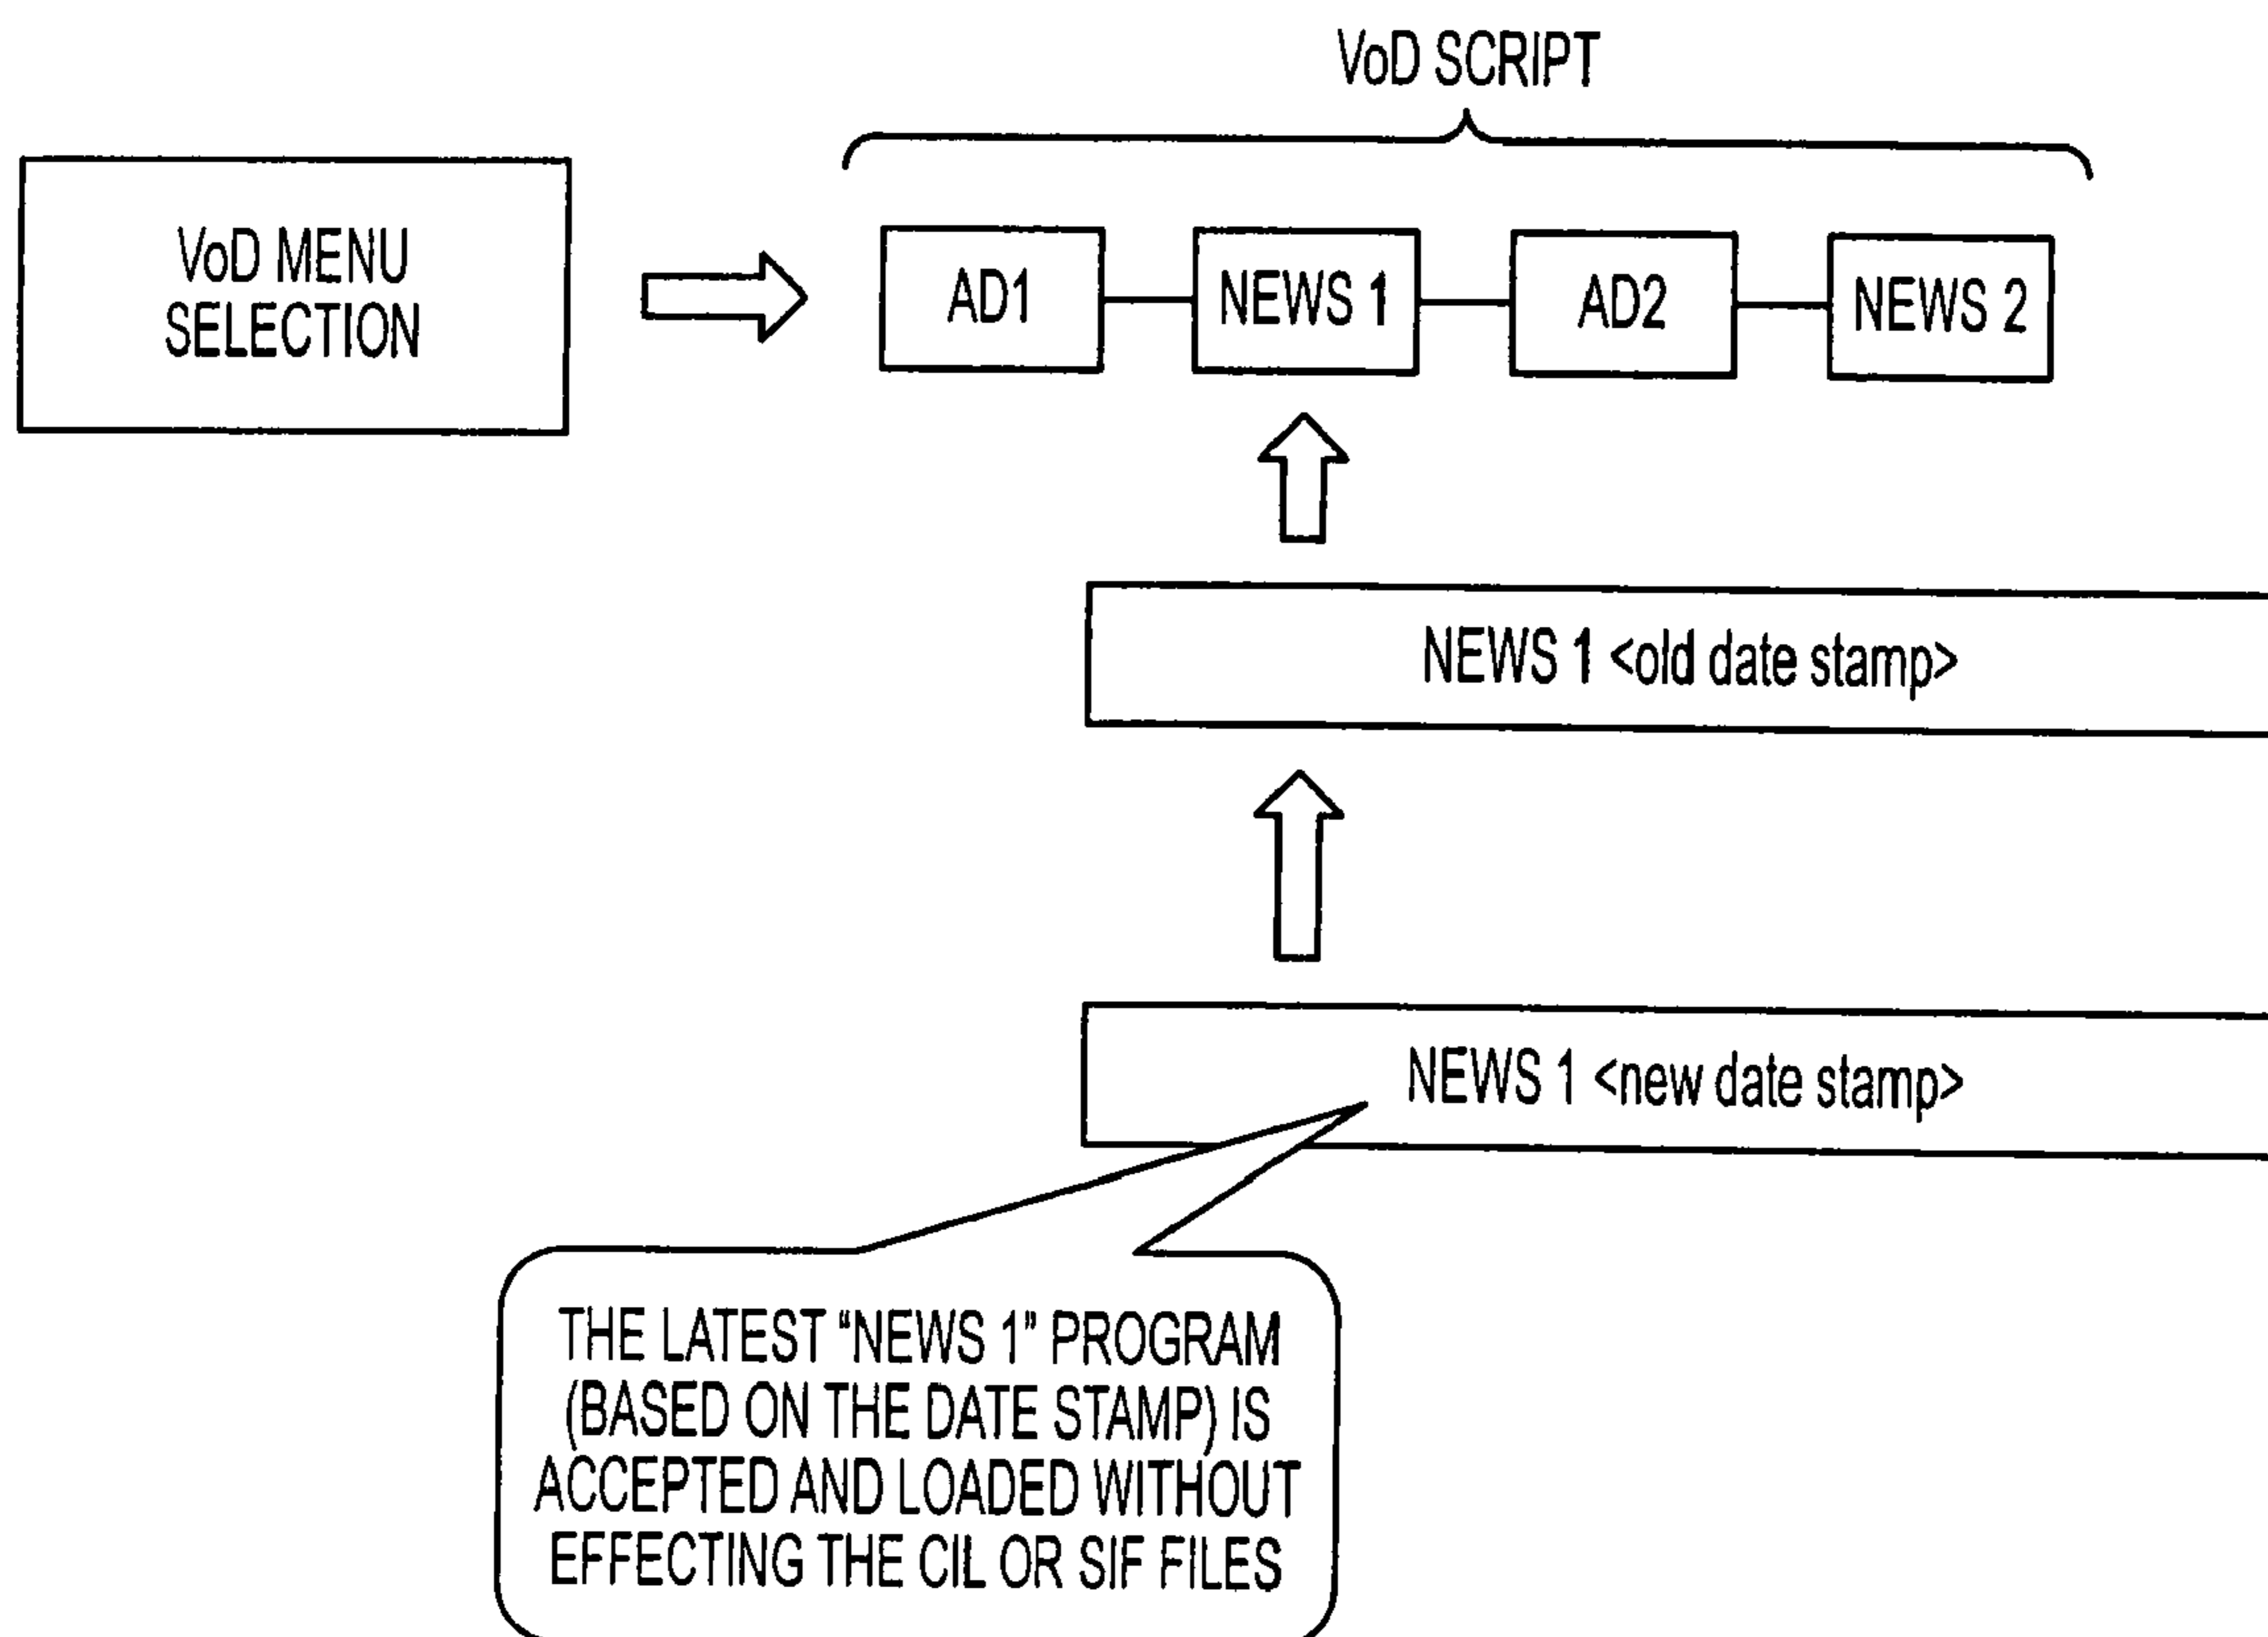 VoD SCRIPT
VoD MENU
SELECTION
AD1
NEWS 1
AD2
NEWS 2
NEWS 1 <old date stamp>
NEWS 1 <new date stamp>
THE LATEST “NEWS 1” PROGRAM
(BASED ON THE DATE STAMP) IS
ACCEPTED AND LOADED WITHOUT
EFFECTING THE CIL OR SIF FILES